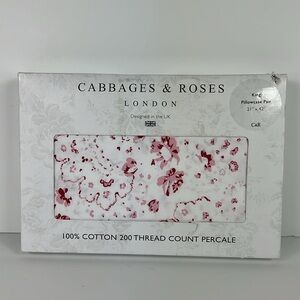 CABBAGES & ROSES
LONDON
Designed in the UK
King
Pillowcase Pair
21" x 42"
C&R
100% COTTON 200 THREAD COUNT PERCALE